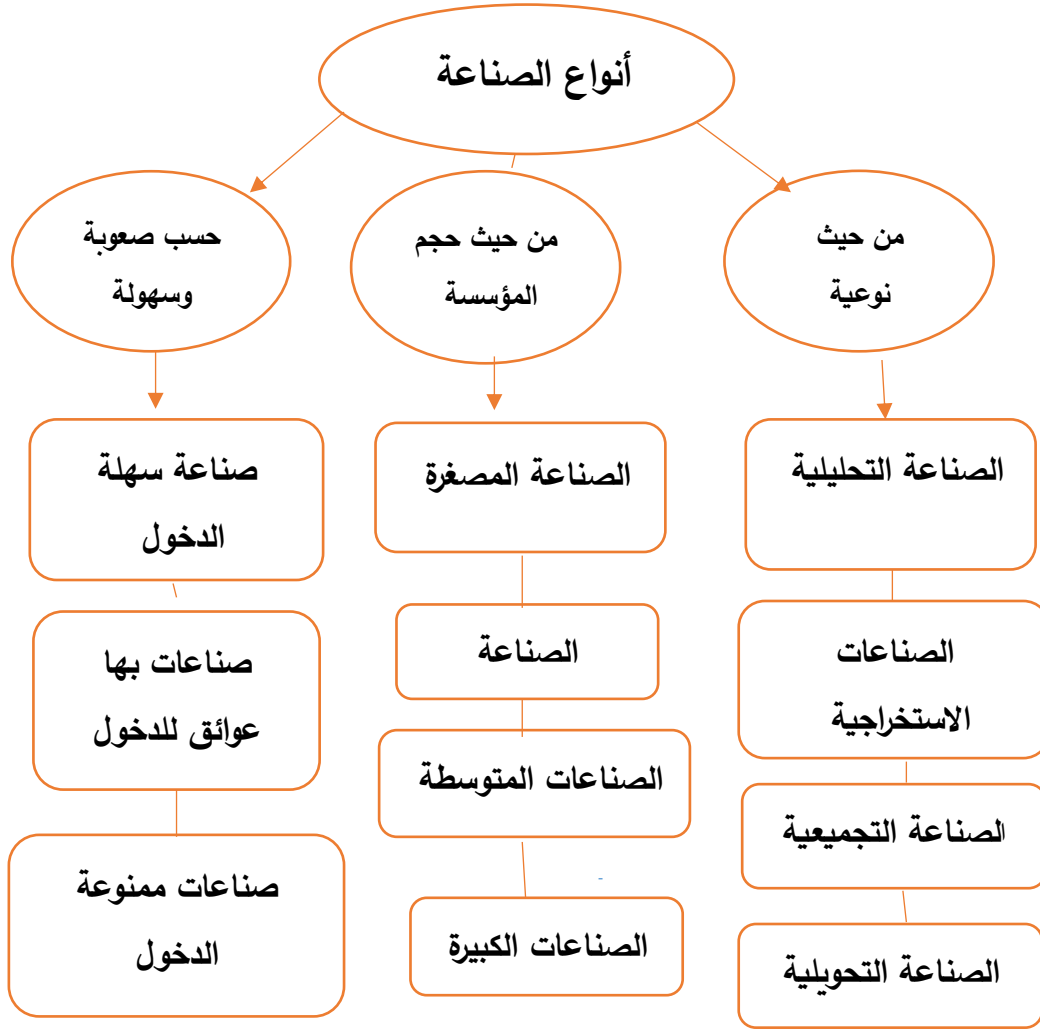 أنواع الصناعة
من حيث
نوعية
من حيث حجم
المؤسسة
حسب صعوبة
وسهولة
الصناعة التحليلية
الصناعات
الاستخراجية
الصناعة التجميعية
الصناعة التحويلية
الصناعة المصغرة
الصناعة
الصناعات المتوسطة
الصناعات الكبيرة
صناعة سهلة
الدخول
صناعات بها
عوائق للدخول
صناعات ممنوعة
الدخول